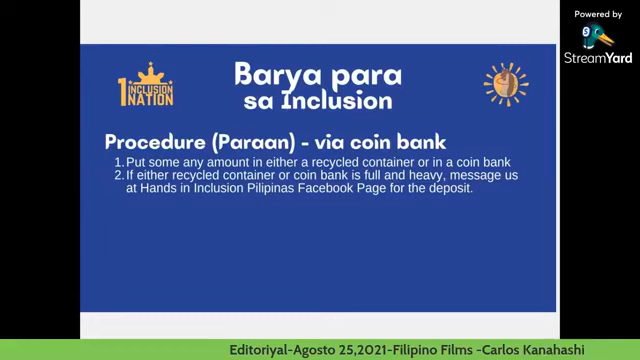 Powered by
StreamYard
1 INCLUSION
NATION
Barya para
sa Inclusion
Procedure (Paraan) - via coin bank
1. Put some any amount in either a recycled container or in a coin bank
2. If either recycled container or coin bank is full and heavy, message us
at Hands in Inclusion Pilipinas Facebook Page for the deposit.
Editoriyal-Agosto 25,2021-Filipino Films -Carlos Kanahashi